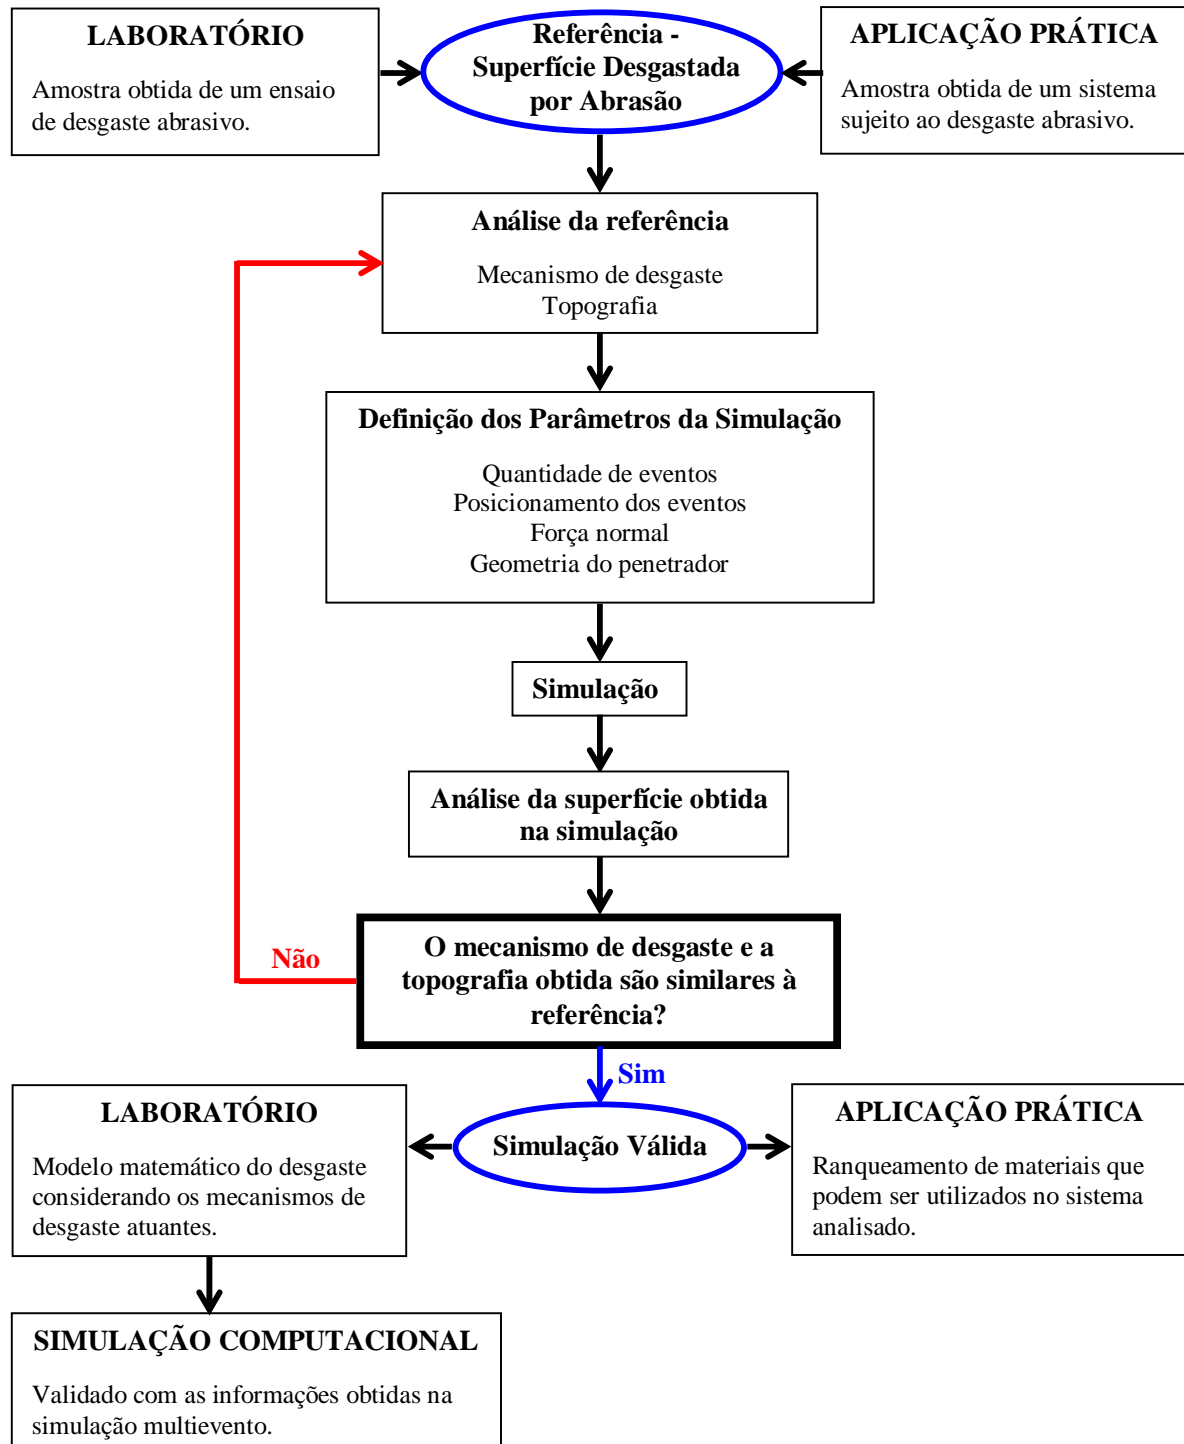 LABORATÓRIO
Amostra obtida de um ensaio
de desgaste abrasivo.
Referência -
Superfície Desgastada
por Abrasão
APLICAÇÃO PRÁTICA
Amostra obtida de um sistema
sujeito ao desgaste abrasivo.
Análise da referência
Mecanismo de desgaste
Topografia
Definição dos Parâmetros da Simulação
Quantidade de eventos
Posicionamento dos eventos
Força normal
Geometria do penetrador
Simulação
Análise da superfície obtida
na simulação
O mecanismo de desgaste e a
topografia obtida são similares à
referência?
Não
Sim
LABORATÓRIO
Modelo matemático do desgaste
considerando os mecanismos de
desgaste atuantes.
Simulação Válida
APLICAÇÃO PRÁTICA
Ranqueamento de materiais que
podem ser utilizados no sistema
analisado.
SIMULAÇÃO COMPUTACIONAL
Validado com as informações obtidas na
simulação multievento.